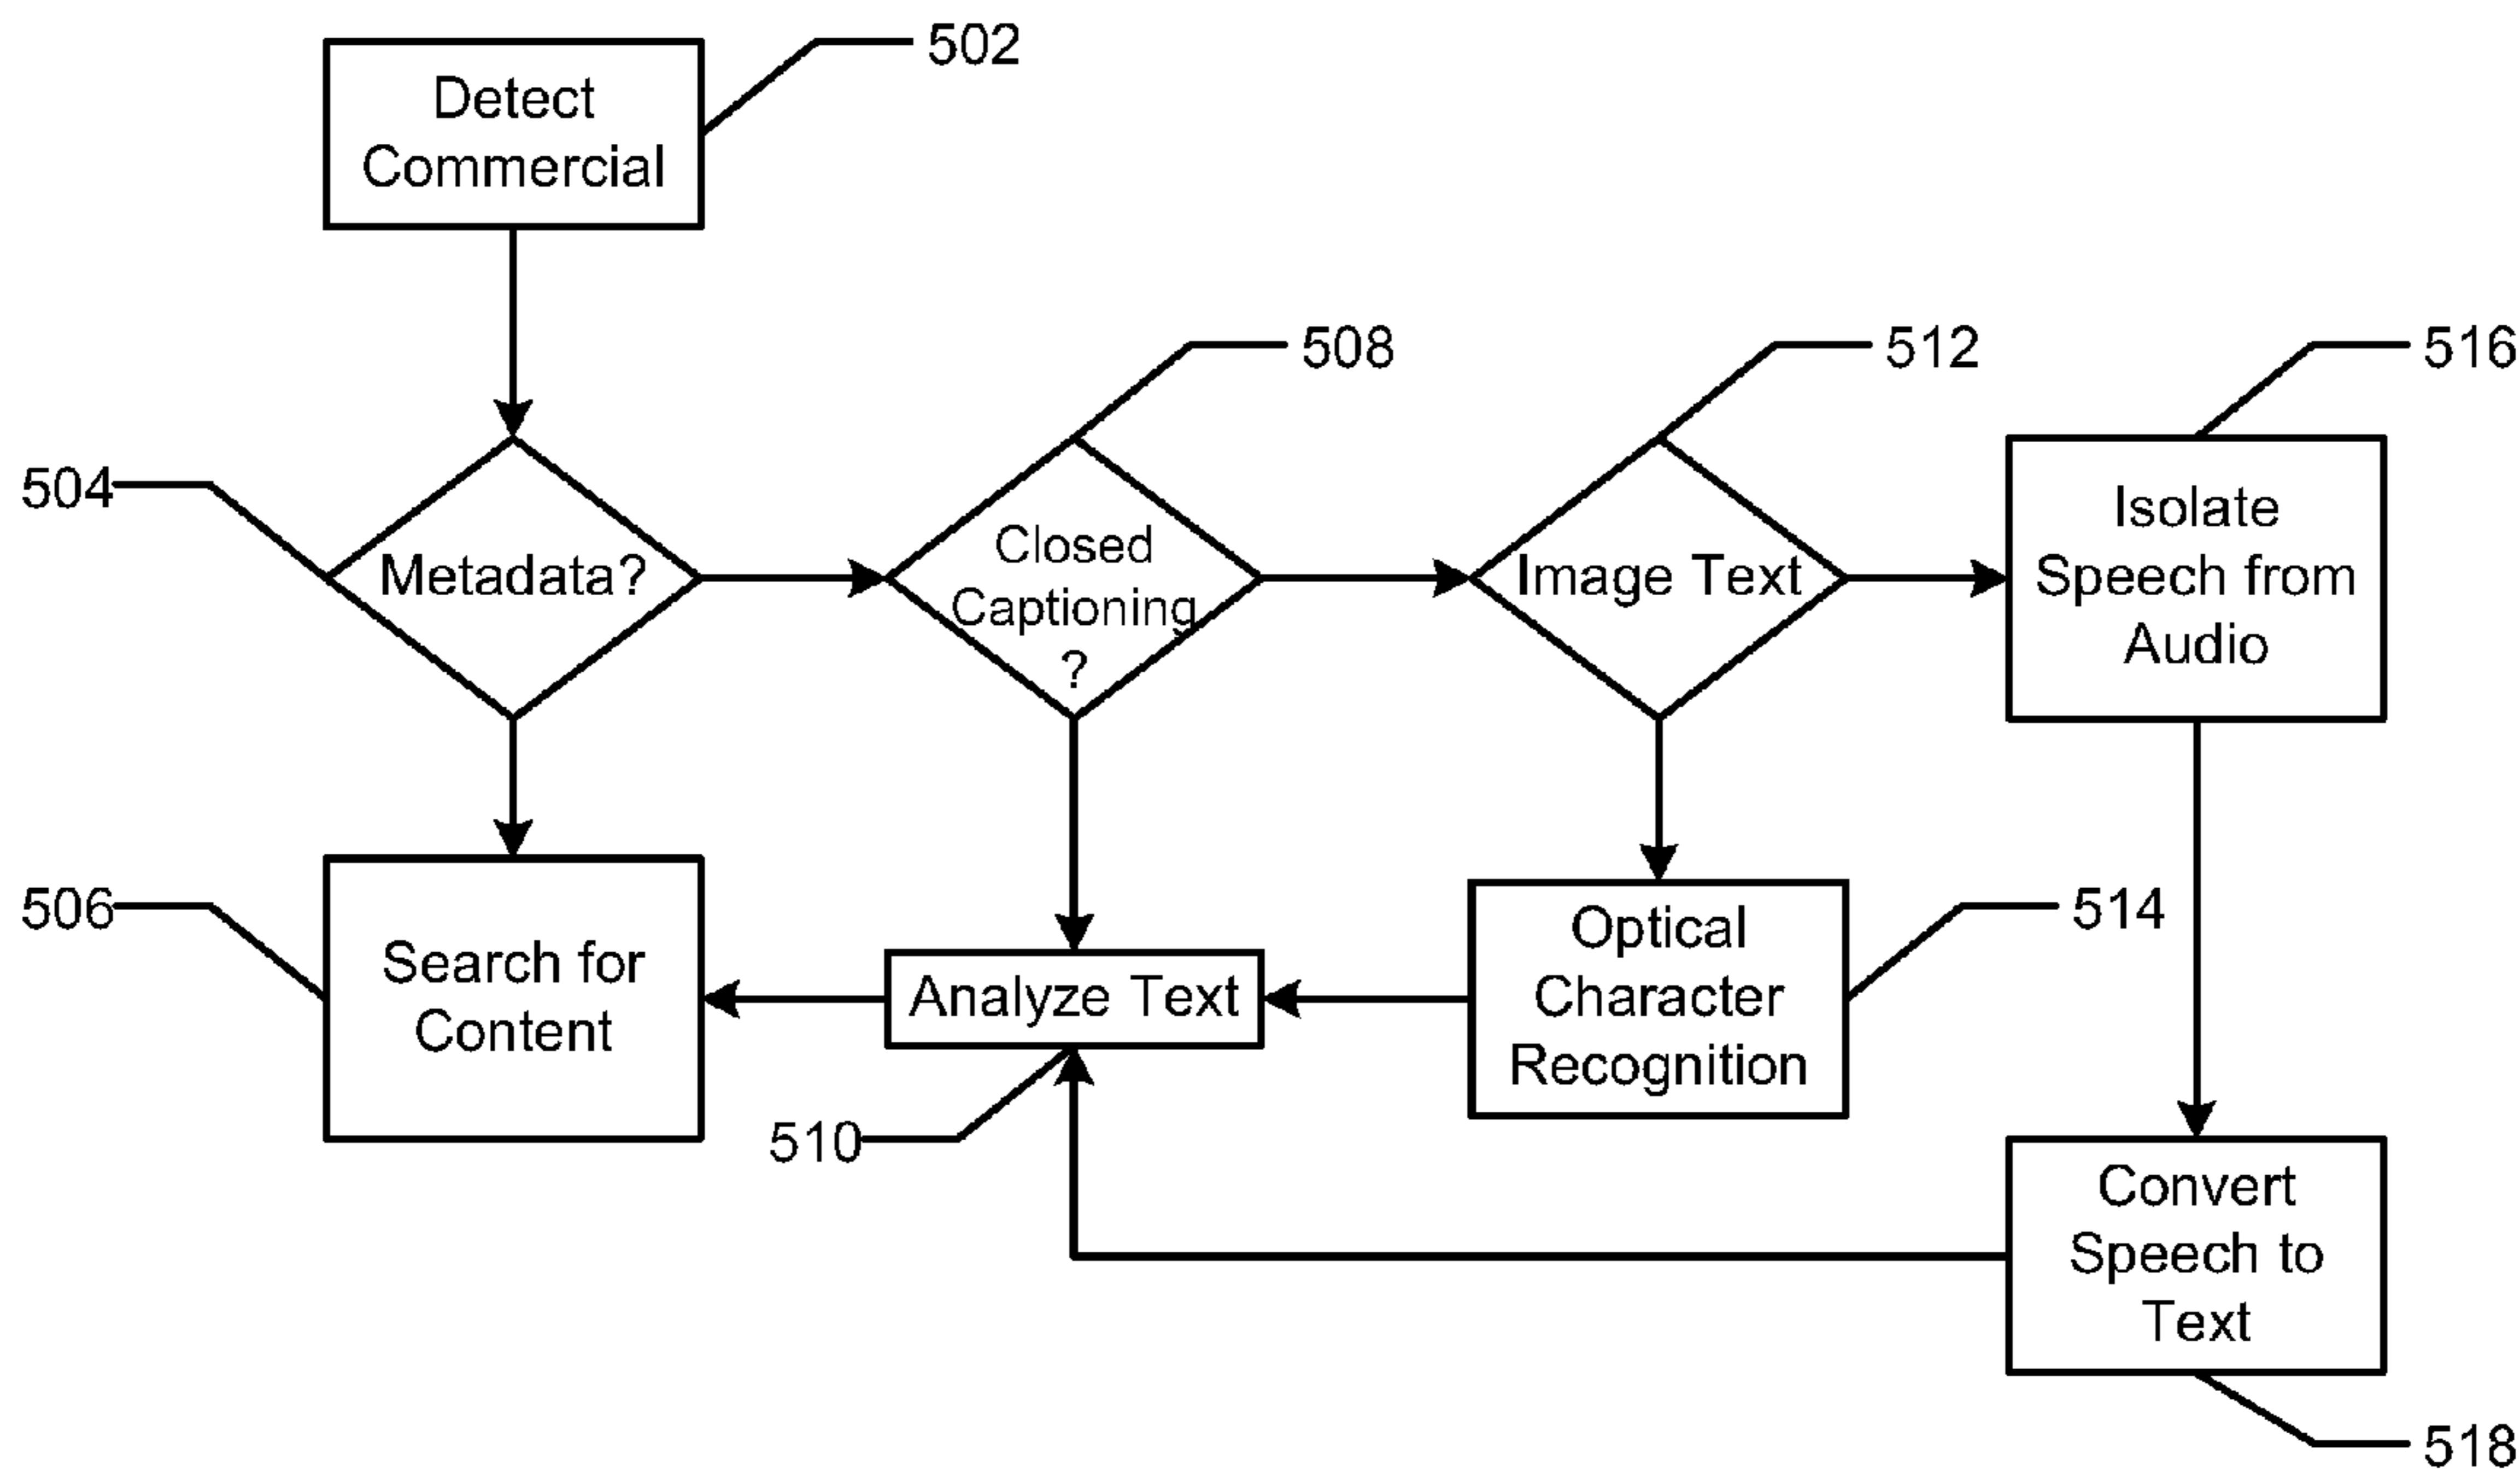 502
Detect
Commercial
508
512
516
504
Metadata?
Closed
Captioning
?
Image Text
Isolate
Speech from
Audio
506
Search for
Content
Analyze Text
Optical
Character
Recognition
514
510
Convert
Speech to
Text
518